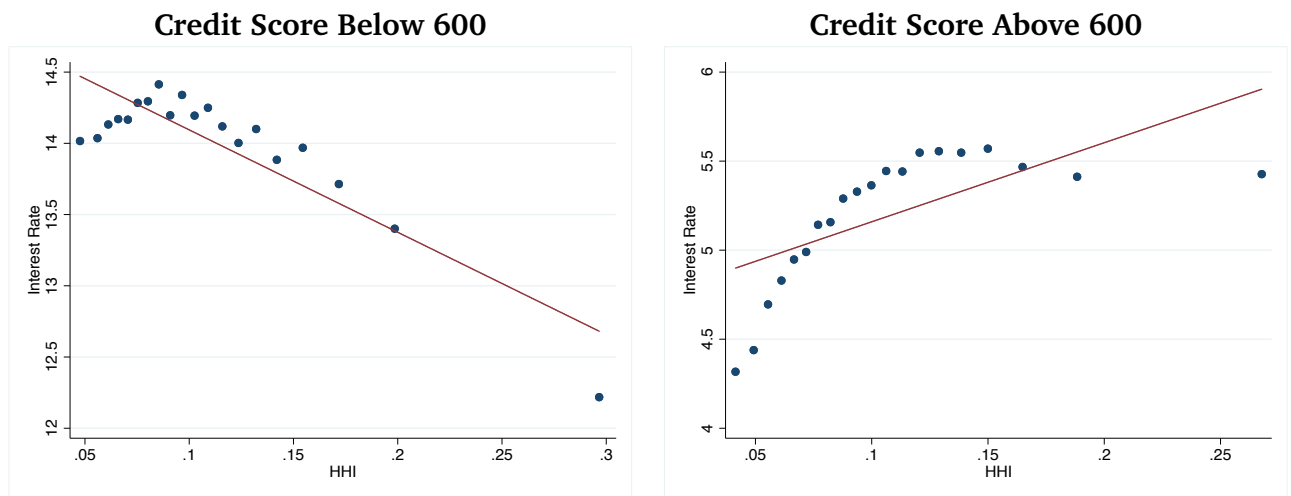 Credit Score Below 600
14.5
14
13.5
13
12.5
12
Interest Rate
.05 .1 .15 .2 .25 .3
HHI
Credit Score Above 600
6
5.5
5
4.5
4
Interest Rate
.05 .1 .15 .2 .25
HHI